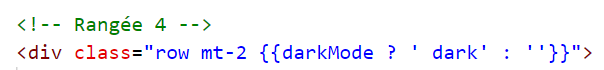 <!-- Rangée 4 -->
<div class="row mt-2 {{darkMode ? ' dark' : ''}}">